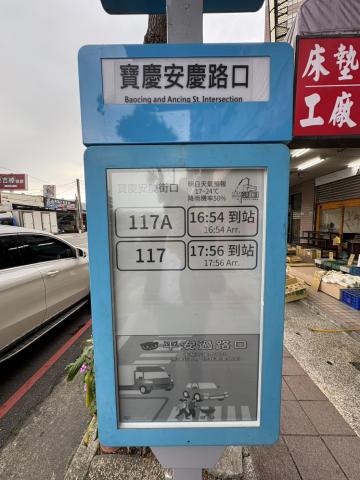 寶慶安慶路口
Baocing and Ancing St. Intersection
寶慶安慶街口
明日天氣預報
17~24℃
降雨機率50%
117A
16:54 到站
16:54 Arr.
117
17:56 到站
17:56 Arr.
平安過路口
床墊
工廠